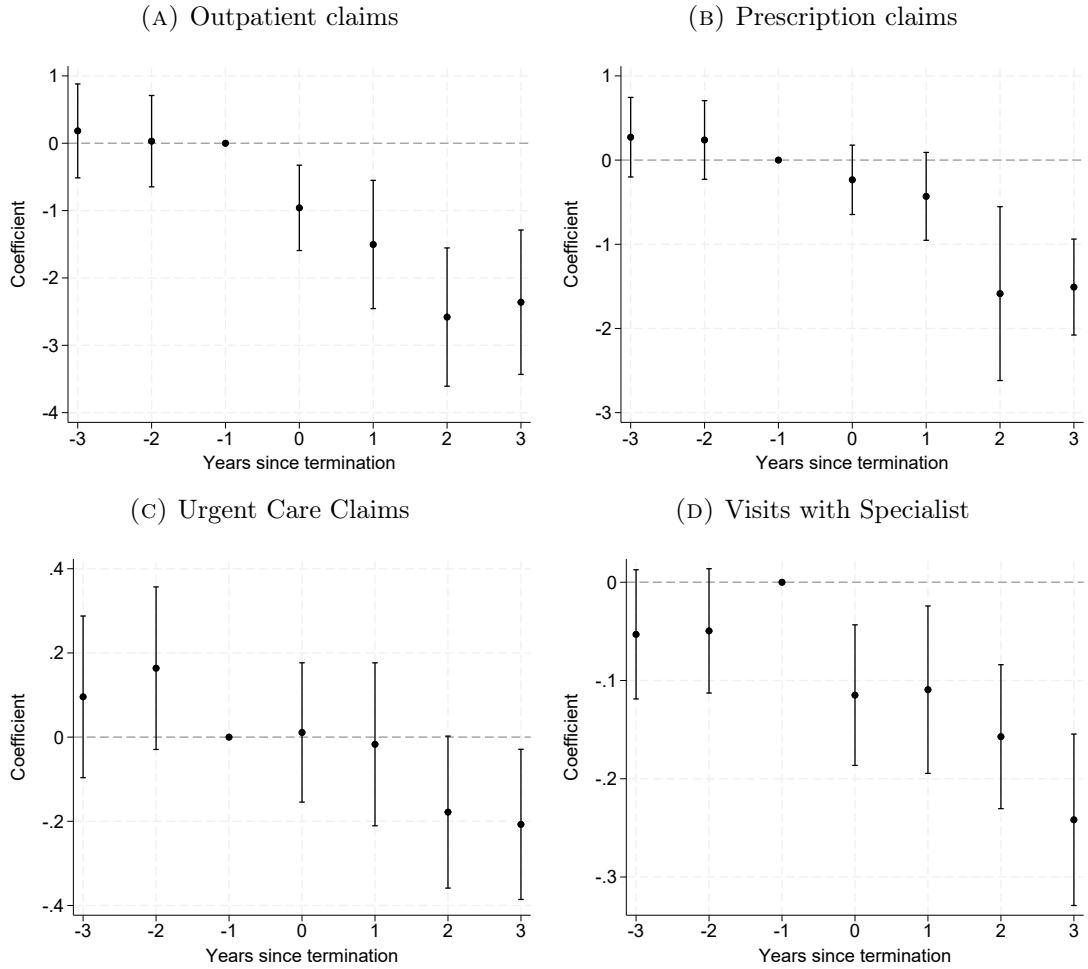 (A) Outpatient claims
1
0
-1
-2
-3
-4
Coefficient
-3 -2 -1 0 1 2 3
Years since termination
(B) Prescription claims
1
0
-1
-2
-3
Coefficient
-3 -2 -1 0 1 2 3
Years since termination
(C) Urgent Care Claims
.4
.2
0
-.2
-.4
Coefficient
-3 -2 -1 0 1 2 3
Years since termination
(D) Visits with Specialist
0
-.1
-.2
-.3
Coefficient
-3 -2 -1 0 1 2 3
Years since termination